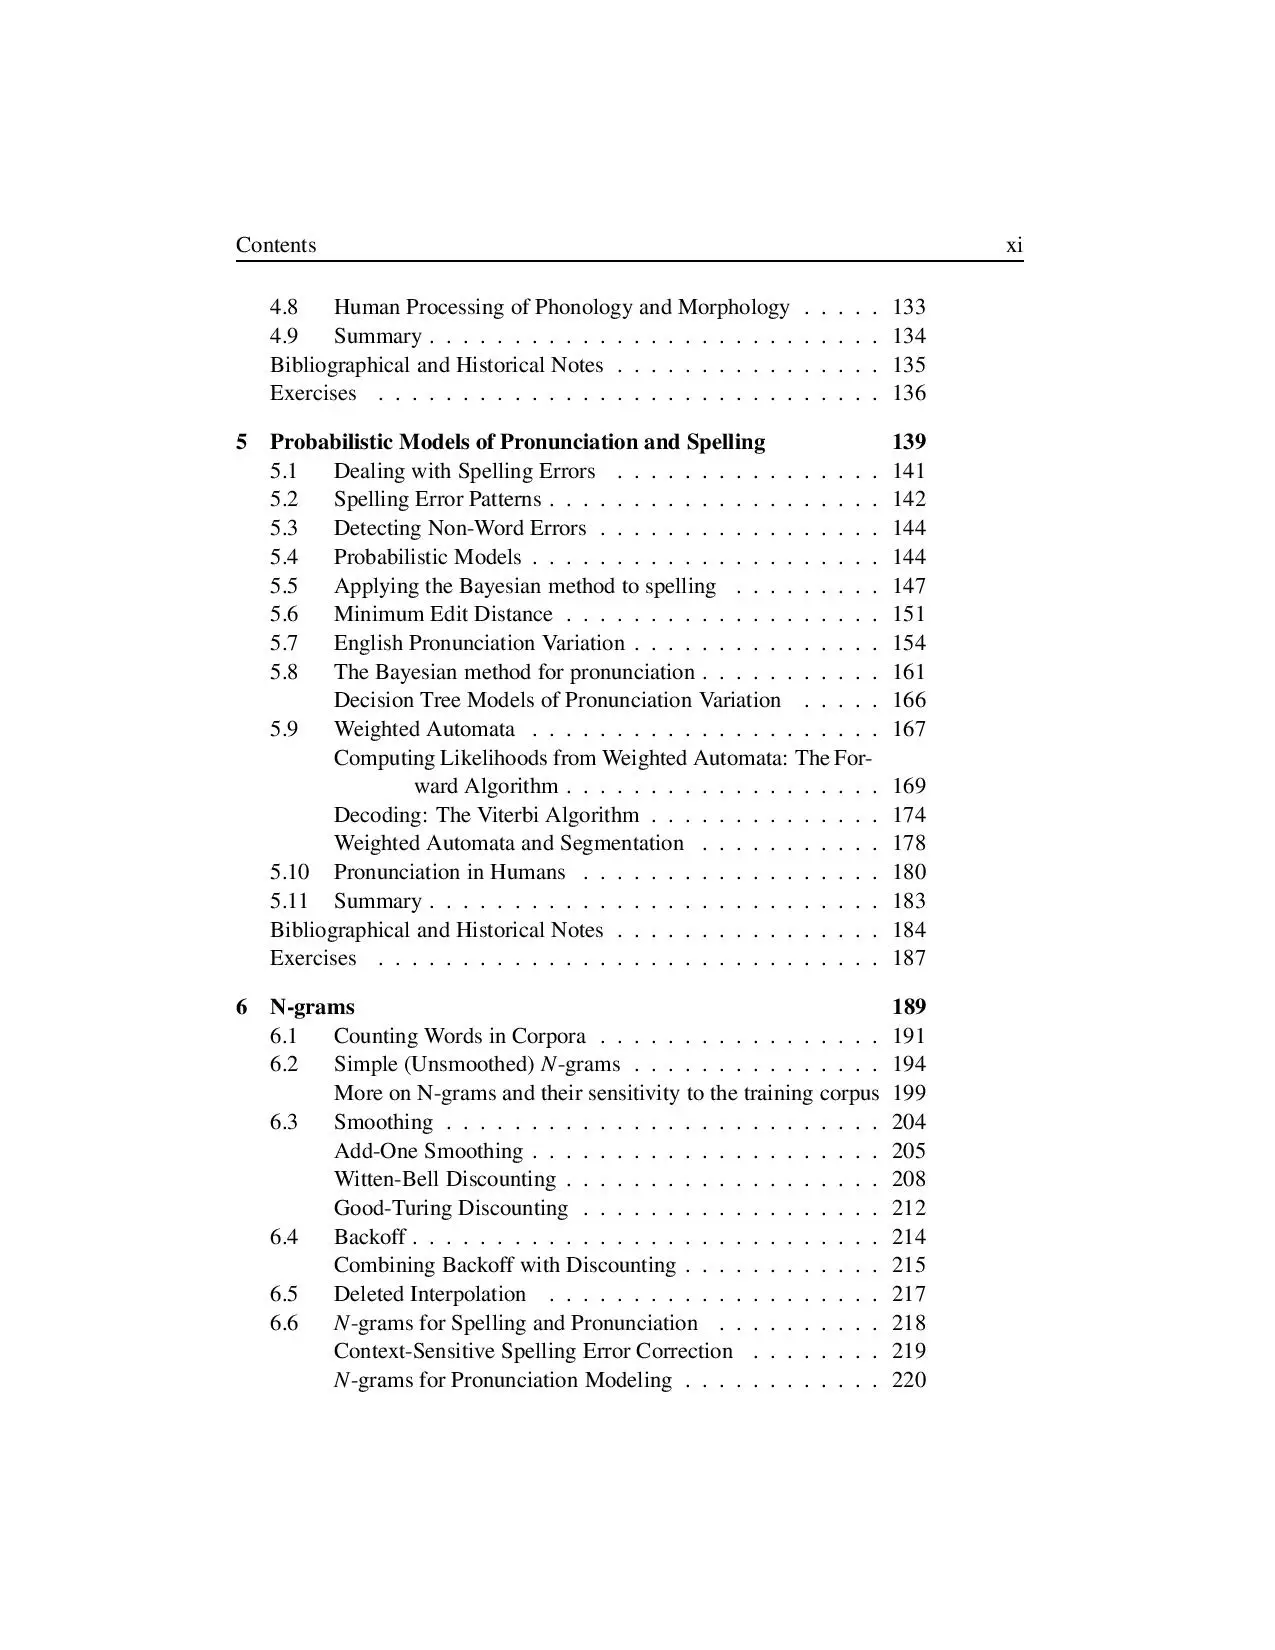 Contents xi
4.8 Human Processing of Phonology and Morphology . . . . . 133
4.9 Summary . . . . . . . . . . . . . . . . . . . . . . . . . . . 134
Bibliographical and Historical Notes . . . . . . . . . . . . . . . . 135
Exercises . . . . . . . . . . . . . . . . . . . . . . . . . . . . . . 136
5 Probabilistic Models of Pronunciation and Spelling 139
5.1 Dealing with Spelling Errors . . . . . . . . . . . . . . . . 141
5.2 Spelling Error Patterns . . . . . . . . . . . . . . . . . . . . 142
5.3 Detecting Non-Word Errors . . . . . . . . . . . . . . . . . 144
5.4 Probabilistic Models . . . . . . . . . . . . . . . . . . . . . 144
5.5 Applying the Bayesian method to spelling . . . . . . . . . 147
5.6 Minimum Edit Distance . . . . . . . . . . . . . . . . . . . 151
5.7 English Pronunciation Variation . . . . . . . . . . . . . . . 154
5.8 The Bayesian method for pronunciation . . . . . . . . . . . 161
Decision Tree Models of Pronunciation Variation . . . . . 166
5.9 Weighted Automata . . . . . . . . . . . . . . . . . . . . . 167
Computing Likelihoods from Weighted Automata: The For-
ward Algorithm . . . . . . . . . . . . . . . . . . . 169
Decoding: The Viterbi Algorithm . . . . . . . . . . . . . . 174
Weighted Automata and Segmentation . . . . . . . . . . . 178
5.10 Pronunciation in Humans . . . . . . . . . . . . . . . . . . 180
5.11 Summary . . . . . . . . . . . . . . . . . . . . . . . . . . . 183
Bibliographical and Historical Notes . . . . . . . . . . . . . . . . 184
Exercises . . . . . . . . . . . . . . . . . . . . . . . . . . . . . . 187
6 N-grams 189
6.1 Counting Words in Corpora . . . . . . . . . . . . . . . . . 191
6.2 Simple (Unsmoothed) N-grams . . . . . . . . . . . . . . . 194
More on N-grams and their sensitivity to the training corpus 199
6.3 Smoothing . . . . . . . . . . . . . . . . . . . . . . . . . . 204
Add-One Smoothing . . . . . . . . . . . . . . . . . . . . . 205
Witten-Bell Discounting . . . . . . . . . . . . . . . . . . . 208
Good-Turing Discounting . . . . . . . . . . . . . . . . . . 212
6.4 Backoff . . . . . . . . . . . . . . . . . . . . . . . . . . . . 214
Combining Backoff with Discounting . . . . . . . . . . . . 215
6.5 Deleted Interpolation . . . . . . . . . . . . . . . . . . . . 217
6.6 N-grams for Spelling and Pronunciation . . . . . . . . . . 218
Context-Sensitive Spelling Error Correction . . . . . . . . 219
N-grams for Pronunciation Modeling . . . . . . . . . . . . 220